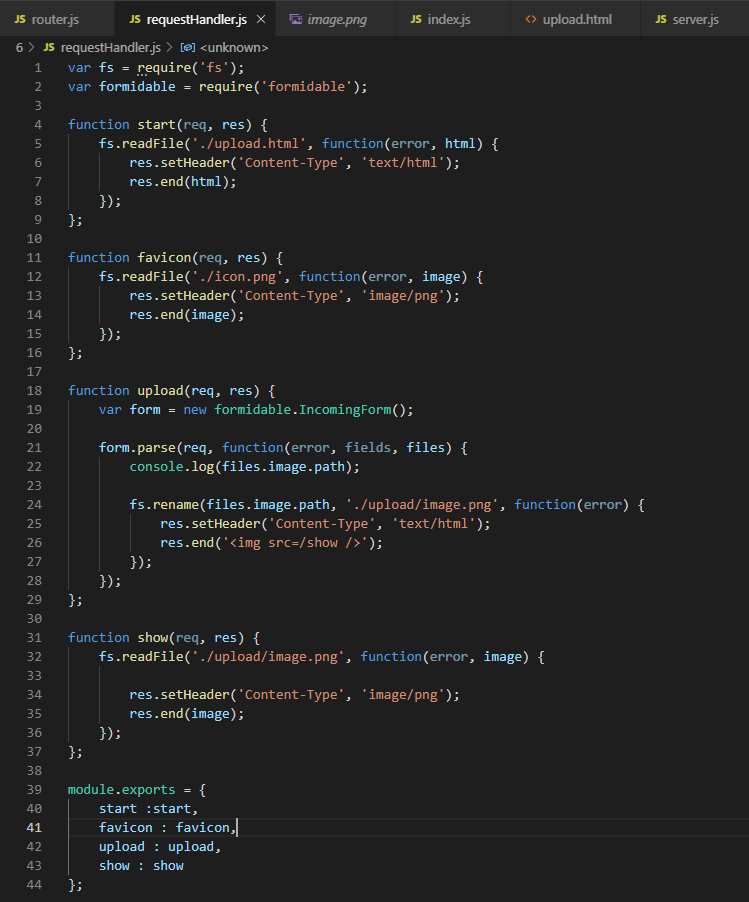 JS router.js JS requestHandler.js × image.png JS index.js <> upload.html JS server.js
6 > JS requestHandler.js > <unknown>
1 var fs = require('fs');
2 var formidable = require('formidable');
3
4 function start(req, res) {
5     fs.readFile('./upload.html', function(error, html) {
6         res.setHeader('Content-Type', 'text/html');
7         res.end(html);
8     });
9 };
10
11 function favicon(req, res) {
12     fs.readFile('./icon.png', function(error, image) {
13         res.setHeader('Content-Type', 'image/png');
14         res.end(image);
15     });
16 };
17
18 function upload(req, res) {
19     var form = new formidable.IncomingForm();
20
21     form.parse(req, function(error, fields, files) {
22         console.log(files.image.path);
23
24         fs.rename(files.image.path, './upload/image.png', function(error) {
25             res.setHeader('Content-Type', 'text/html');
26             res.end('<img src=/show />');
27         });
28     });
29 };
30
31 function show(req, res) {
32     fs.readFile('./upload/image.png', function(error, image) {
33
34         res.setHeader('Content-Type', 'image/png');
35         res.end(image);
36     });
37 };
38
39 module.exports = {
40     start :start,
41     favicon : favicon,
42     upload : upload,
43     show : show
44 };